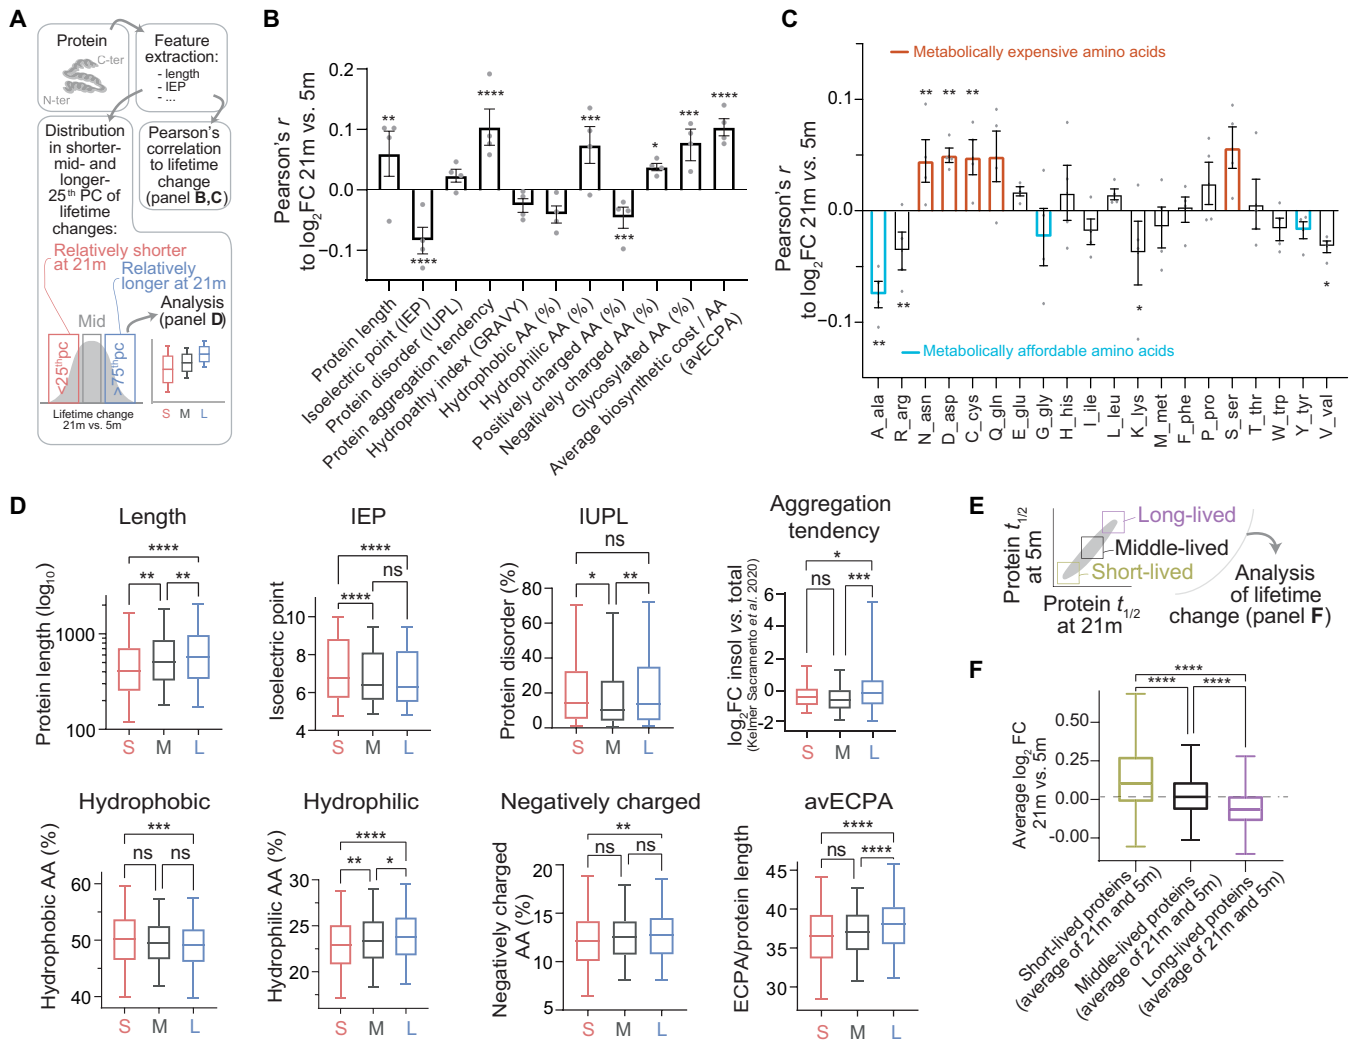 A
Protein
C-ter
N-ter
Feature
extraction:
- length
- IEP
- ...
Distribution
in shorter-
mid- and
longer-
25th PC of
lifetime
changes:
Pearson's
correlation
to lifetime
change
(panel B,C)
Relatively shorter
at 21m
Relatively
longer at 21m
Mid
Analysis
(panel D)
<25thpc
>75thpc
S M L
Lifetime change
21m vs. 5m
B
Pearson's r
to log2FC 21m vs. 5m
0.2
0.1
0.0
−0.1
**
****
****
***
***
*
***
****
Protein length
Isoelectric point (IEP)
Protein disorder (IUPL)
Protein aggregation tendency
Hydropathy index (GRAVY)
Hydrophobic AA (%)
Hydrophilic AA (%)
Positively charged AA (%)
Negatively charged AA (%)
Glycosylated AA (%)
Average biosynthetic cost / AA
(avECPA)
C
Pearson's r
to log2FC 21m vs. 5m
0.1
0.0
−0.1
Metabolically expensive amino acids
Metabolically affordable amino acids
**
**
**
**
**
*
*
A_ala
R_arg
N_asn
D_asp
C_cys
Q_gln
E_glu
G_gly
H_his
I_ile
L_leu
K_lys
M_met
F_phe
P_pro
S_ser
T_thr
W_trp
Y_tyr
V_val
D
Length
Protein length (log10)
1000
100
****
** **
S M L
IEP
Isoelectric point
10
8
6
4
****
ns
****
S M L
IUPL
Protein disorder (%)
80
60
40
20
0
ns
* **
S M L
Aggregation
tendency
log2FC insol vs. total
(Kelmer Sacramento et al. 2020)
6
4
2
0
-2
*
ns ***
S M L
Hydrophobic
Hydrophobic AA (%)
60
50
40
***
ns ns
S M L
Hydrophilic
Hydrophilic AA (%)
30
25
20
****
** *
S M L
Negatively charged
Negatively charged
AA (%)
20
15
10
5
**
ns ns
S M L
avECPA
ECPA/protein length
45
40
35
30
****
ns ****
S M L
E
Protein t1/2
at 5m
Long-lived
Middle-lived
Short-lived
Protein t1/2
at 21m
Analysis
of lifetime
change (panel F)
F
Average log2 FC
21m vs. 5m
0.50
0.25
0.00
-0.00
****
**** ****
Short-lived proteins
(average of 21m and 5m)
Middle-lived proteins
(average of 21m and 5m)
Long-lived proteins
(average of 21m and 5m)